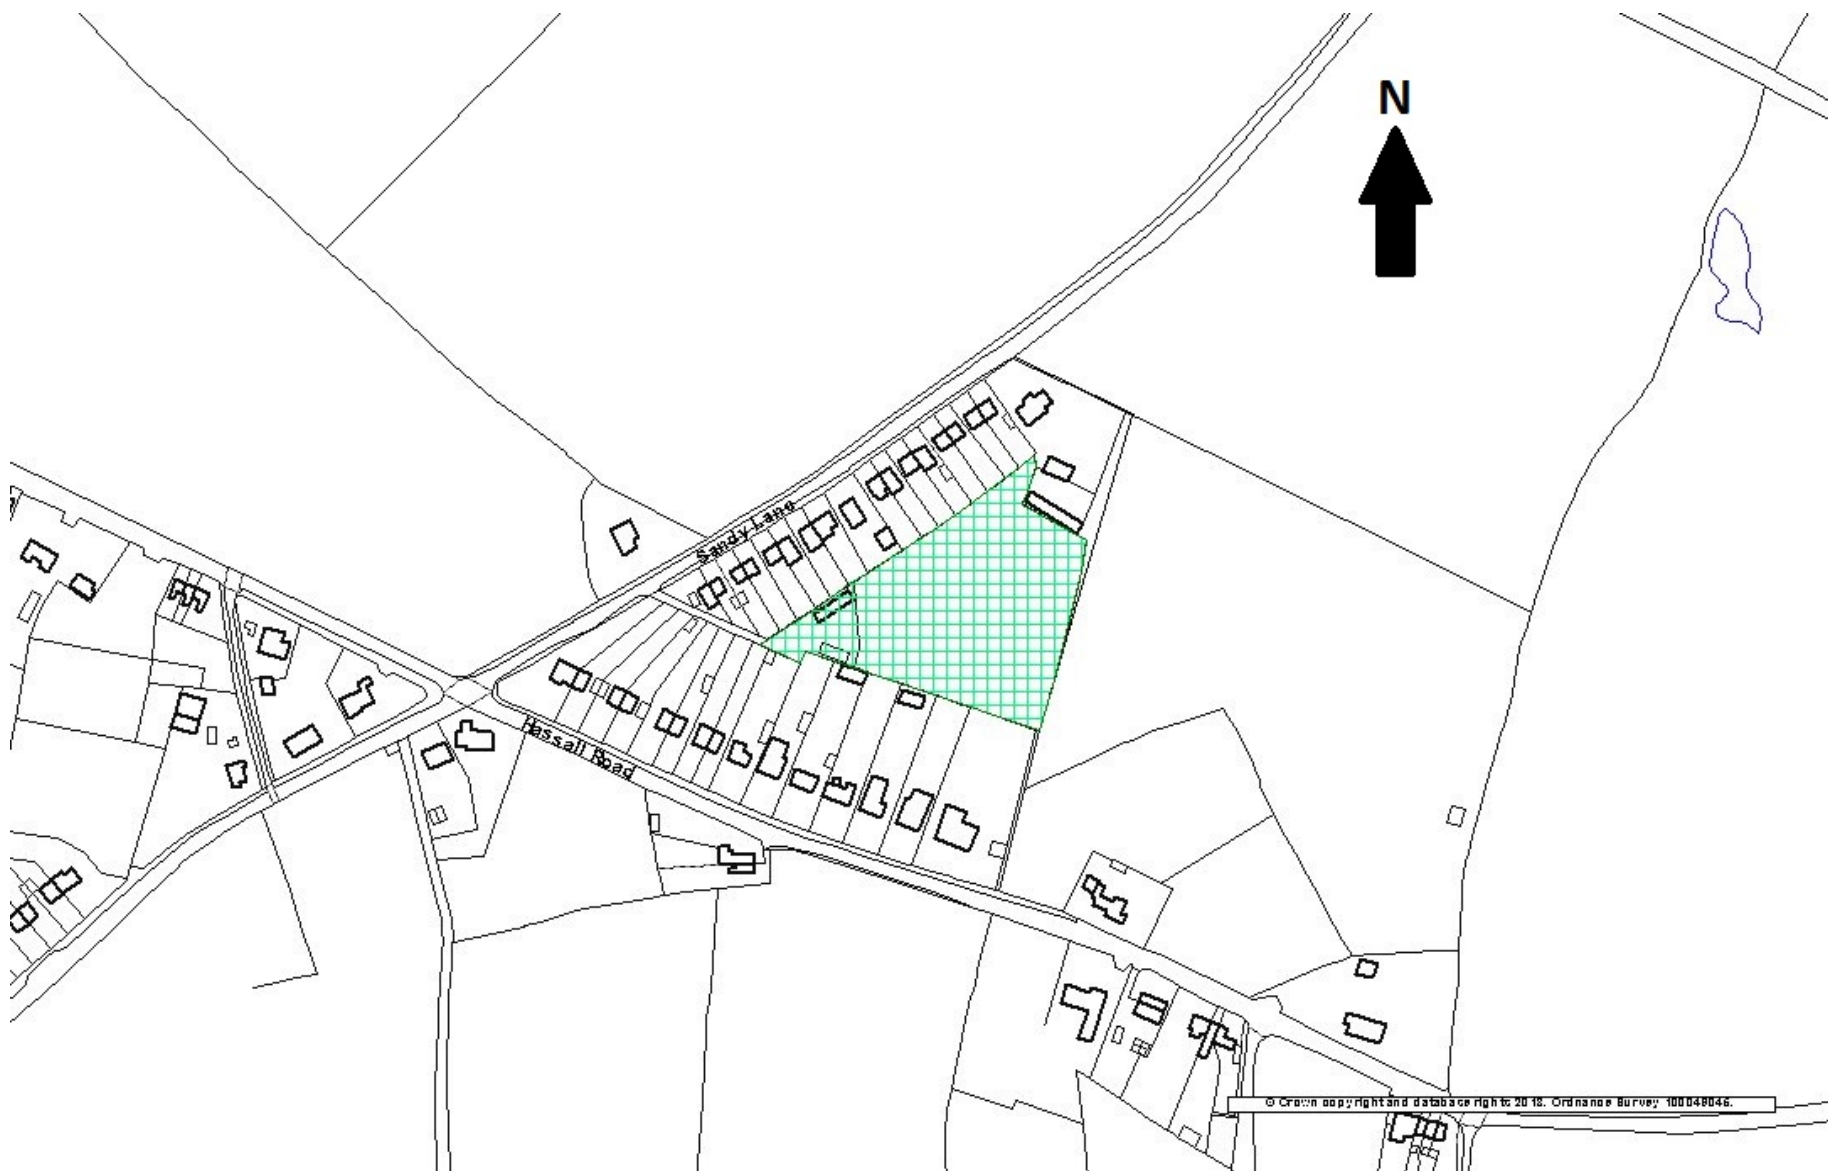 N
Sandy Lane
Hassall Road
© Crown copyright and database rights 2018. Ordnance Survey 100049046.